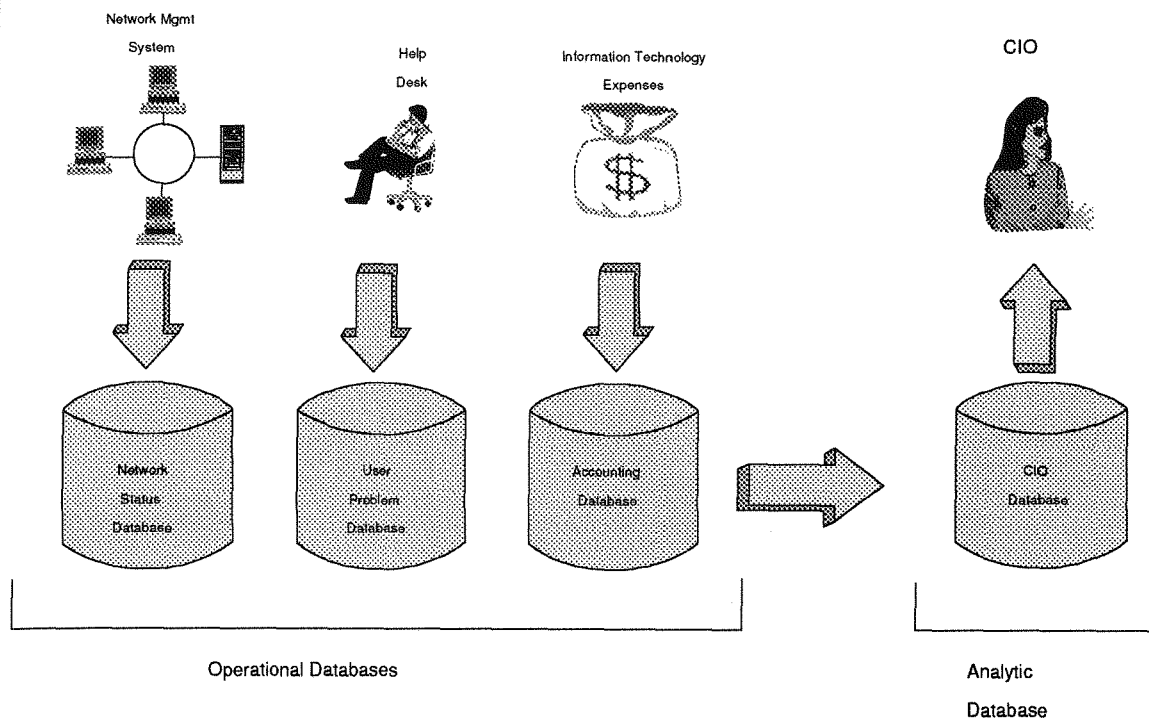 Network Mgmt
System
Help
Desk
Information Technology
Expenses
CIO
$
Network
Status
Database
User
Problem
Database
Accounting
Database
CIO
Database
Operational Databases
Analytic
Database